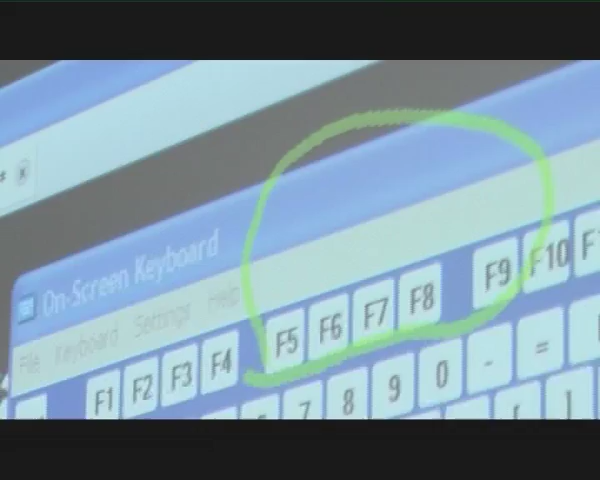 On-Screen Keyboard
File Keyboard Settings Help
F1 F2 F3 F4 F5 F6 F7 F8 F9 F10
7 8 9 0 - =